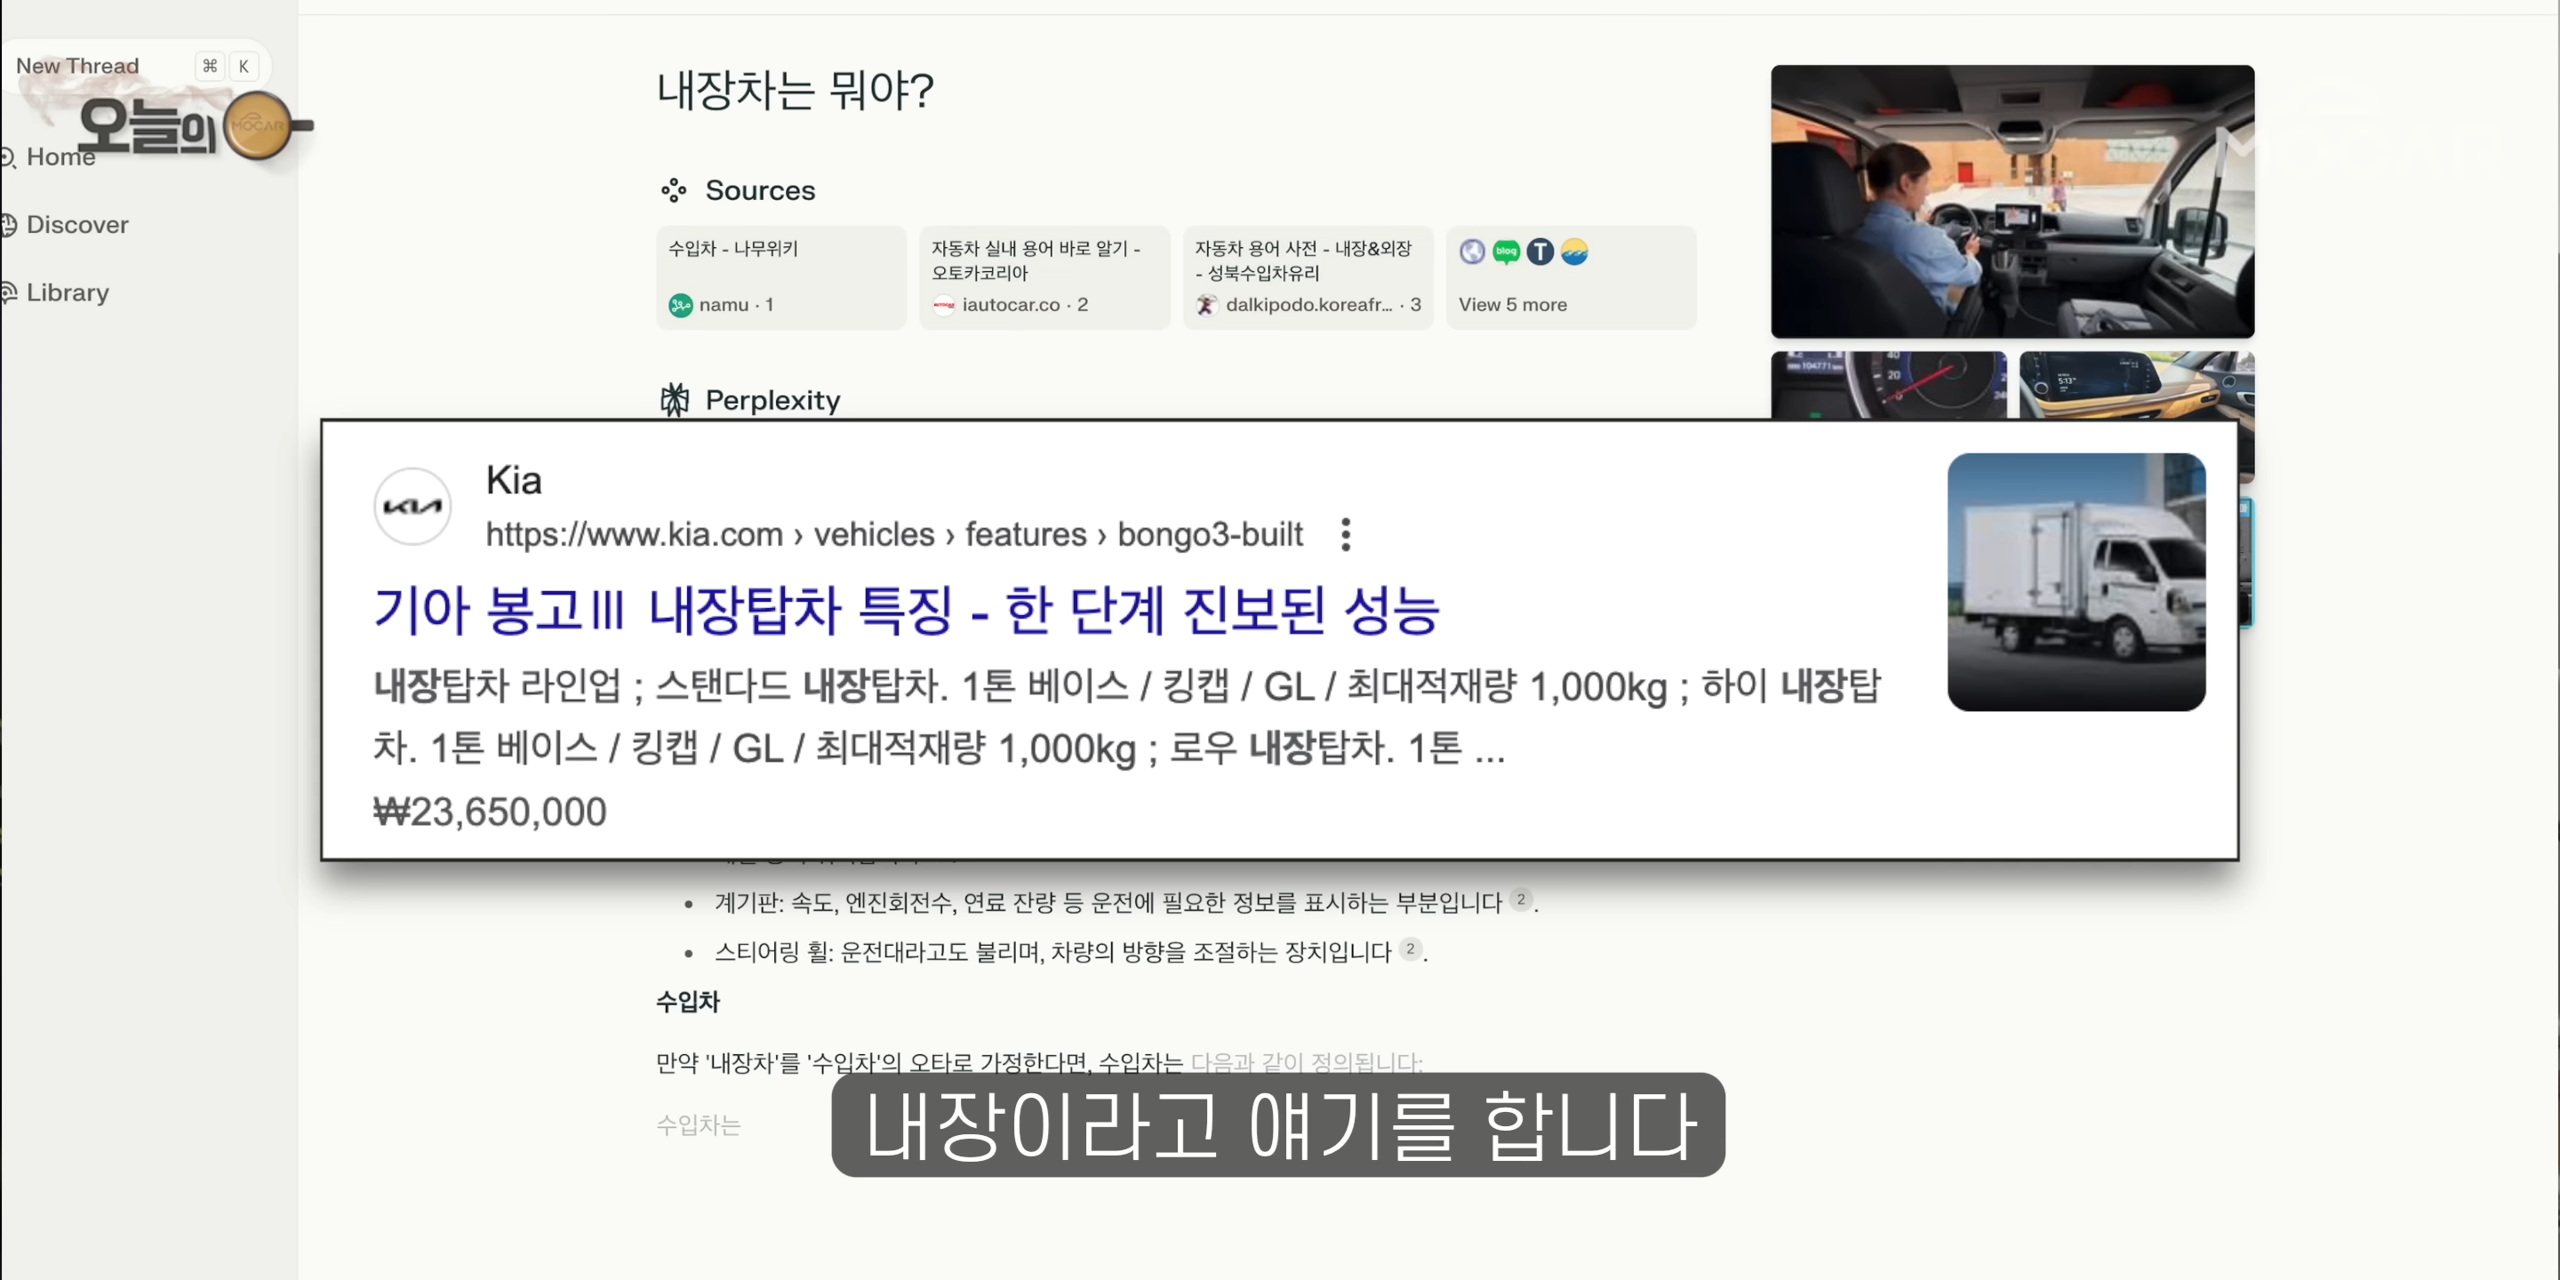 New Thread
⌘ K
오늘의
MOCAR
Home
Discover
Library
내장차는 뭐야?
Sources
수입차 - 나무위키
namu · 1
자동차 실내 용어 바로 알기 -
오토카코리아
iautocar.co · 2
자동차 용어 사전 - 내장&외장
- 성북수입차유리
dalkipodo.koreafr... · 3
blog
T
View 5 more
Perplexity
104771
40
20
5:13
Kia
KIA
https://www.kia.com › vehicles › features › bongo3-built
기아 봉고Ⅲ 내장탑차 특징 - 한 단계 진보된 성능
내장탑차 라인업 ; 스탠다드 내장탑차. 1톤 베이스 / 킹캡 / GL / 최대적재량 1,000kg ; 하이 내장탑
차. 1톤 베이스 / 킹캡 / GL / 최대적재량 1,000kg ; 로우 내장탑차. 1톤 ...
₩23,650,000
• 계기판: 속도, 엔진회전수, 연료 잔량 등 운전에 필요한 정보를 표시하는 부분입니다 2.
• 스티어링 휠: 운전대라고도 불리며, 차량의 방향을 조절하는 장치입니다 2.
수입차
만약 '내장차'를 '수입차'의 오타로 가정한다면, 수입차는 다음과 같이 정의됩니다:
수입차는
내장이라고 얘기를 합니다